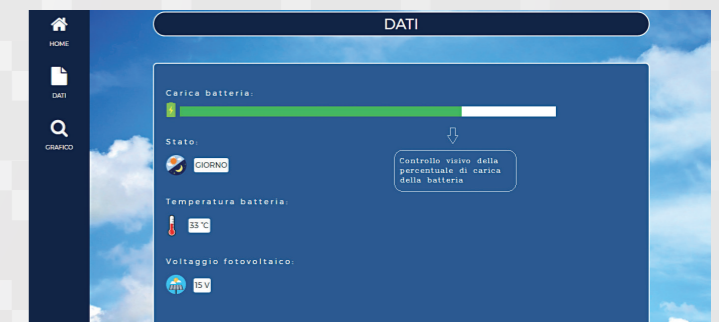 DATI
HOME
DATI
GRAFICO
Carica batteria:
Controllo visivo della
percentuale di carica
della batteria
Stato:
GIORNO
Temperatura batteria:
33 °C
Voltaggio fotovoltaico:
15 V